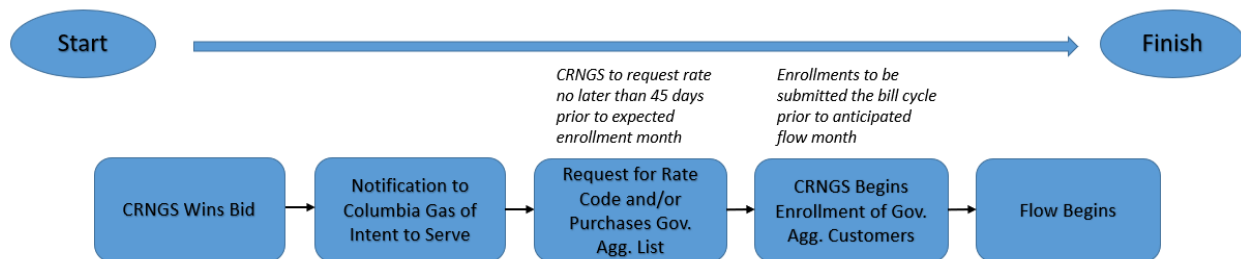 Start
Finish
CRNGS to request rate
no later than 45 days
prior to expected
enrollment month
Enrollments to be
submitted the bill cycle
prior to anticipated
flow month
CRNGS Wins Bid
Notification to
Columbia Gas of
Intent to Serve
Request for Rate
Code and/or
Purchases Gov.
Agg. List
CRNGS Begins
Enrollment of Gov.
Agg. Customers
Flow Begins